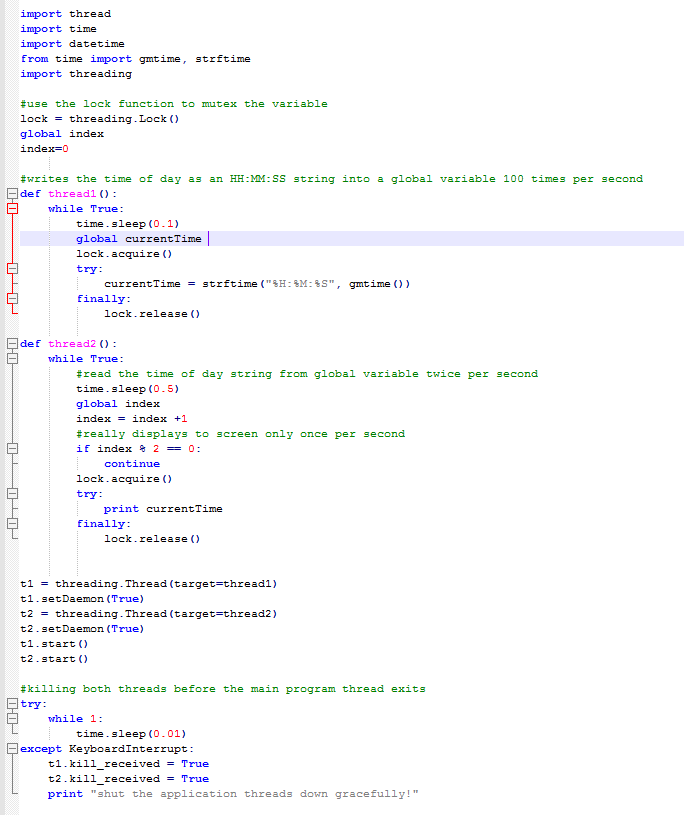 import thread
import time
import datetime
from time import gmtime, strftime
import threading
#use the lock function to mutex the variable
lock = threading.Lock()
global index
index=0
#writes the time of day as an HH:MM:SS string into a global variable 100 times per second
def thread1():
    while True:
        time.sleep(0.1)
        global currentTime
        lock.acquire()
        try:
            currentTime = strftime("%H:%M:%S", gmtime())
        finally:
            lock.release()
def thread2():
    while True:
        #read the time of day string from global variable twice per second
        time.sleep(0.5)
        global index
        index = index +1
        #really displays to screen only once per second
        if index % 2 == 0:
            continue
        lock.acquire()
        try:
            print currentTime
        finally:
            lock.release()
t1 = threading.Thread(target=thread1)
t1.setDaemon(True)
t2 = threading.Thread(target=thread2)
t2.setDaemon(True)
t1.start()
t2.start()
#killing both threads before the main program thread exits
try:
    while 1:
        time.sleep(0.01)
except KeyboardInterrupt:
    t1.kill_received = True
    t2.kill_received = True
    print "shut the application threads down gracefully!"